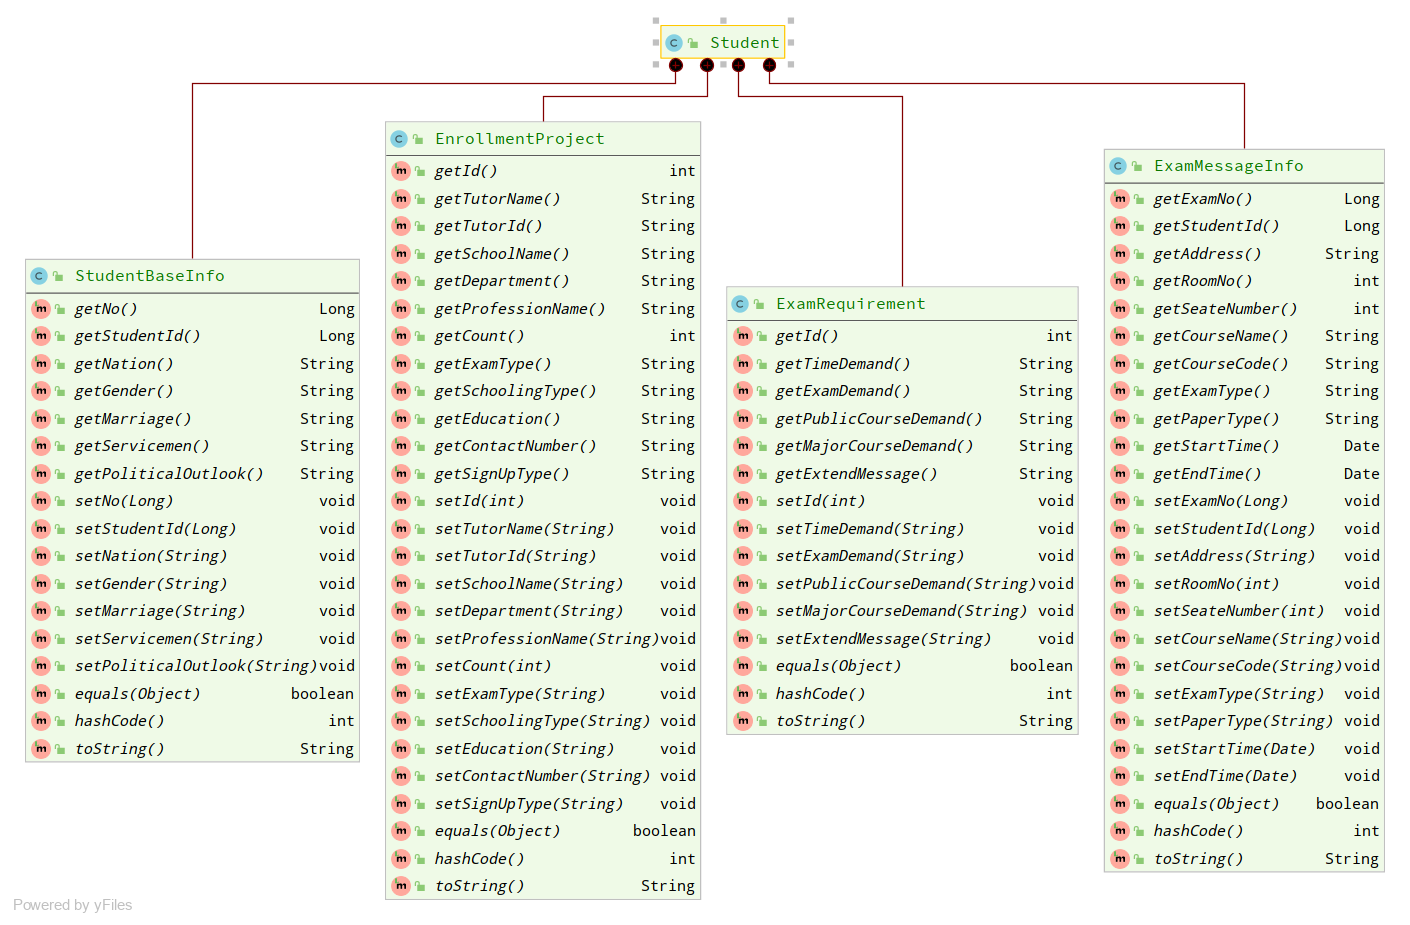 Student
EnrollmentProject
getId() int
getTutorName() String
getTutorId() String
getSchoolName() String
getDepartment() String
getProfessionName() String
getCount() int
getExamType() String
getSchoolingType() String
getEducation() String
getContactNumber() String
getSignUpType() String
setId(int) void
setTutorName(String) void
setTutorId(String) void
setSchoolName(String) void
setDepartment(String) void
setProfessionName(String) void
setCount(int) void
setExamType(String) void
setSchoolingType(String) void
setEducation(String) void
setContactNumber(String) void
setSignUpType(String) void
equals(Object) boolean
hashCode() int
toString() String
ExamMessageInfo
getExamNo() Long
getStudentId() Long
getAddress() String
getRoomNo() int
getSeateNumber() int
getCourseName() String
getCourseCode() String
getExamType() String
getPaperType() String
getStartTime() Date
getEndTime() Date
setExamNo(Long) void
setStudentId(Long) void
setAddress(String) void
setRoomNo(int) void
setSeateNumber(int) void
setCourseName(String) void
setCourseCode(String) void
setExamType(String) void
setPaperType(String) void
setStartTime(Date) void
setEndTime(Date) void
equals(Object) boolean
hashCode() int
toString() String
StudentBaseInfo
getNo() Long
getStudentId() Long
getNation() String
getGender() String
getMarriage() String
getServicemen() String
getPoliticalOutlook() String
setNo(Long) void
setStudentId(Long) void
setNation(String) void
setGender(String) void
setMarriage(String) void
setServicemen(String) void
setPoliticalOutlook(String) void
equals(Object) boolean
hashCode() int
toString() String
ExamRequirement
getId() int
getTimeDemand() String
getExamDemand() String
getPublicCourseDemand() String
getMajorCourseDemand() String
getExtendMessage() String
setId(int) void
setTimeDemand(String) void
setExamDemand(String) void
setPublicCourseDemand(String) void
setMajorCourseDemand(String) void
setExtendMessage(String) void
equals(Object) boolean
hashCode() int
toString() String
Powered by yFiles